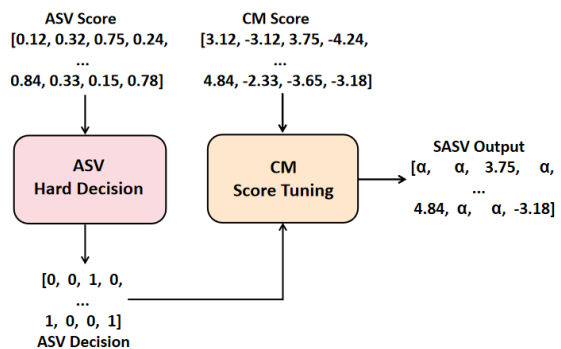 ASV Score
[0.12, 0.32, 0.75, 0.24,
...
0.84, 0.33, 0.15, 0.78]
CM Score
[3.12, -3.12, 3.75, -4.24,
...
4.84, -2.33, -3.65, -3.18]
ASV
Hard Decision
CM
Score Tuning
SASV Output
[α, α, 3.75, α,
...
4.84, α, α, -3.18]
[0, 0, 1, 0,
...
1, 0, 0, 1]
ASV Decision